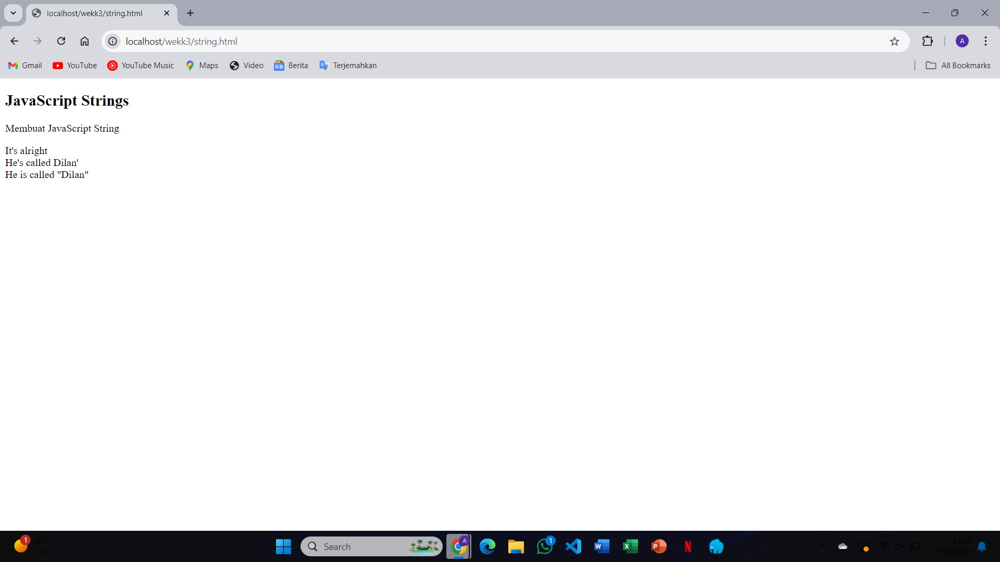 localhost/wekk3/string.html
localhost/wekk3/string.html
A
Gmail
YouTube
YouTube Music
Maps
Video
Berita
Terjemahkan
All Bookmarks
JavaScript Strings
Membuat JavaScript String
It's alright
He's called Dilan'
He is called "Dilan"
1
26°C
Cerah
Search
A
1
11:06
17/09/2024